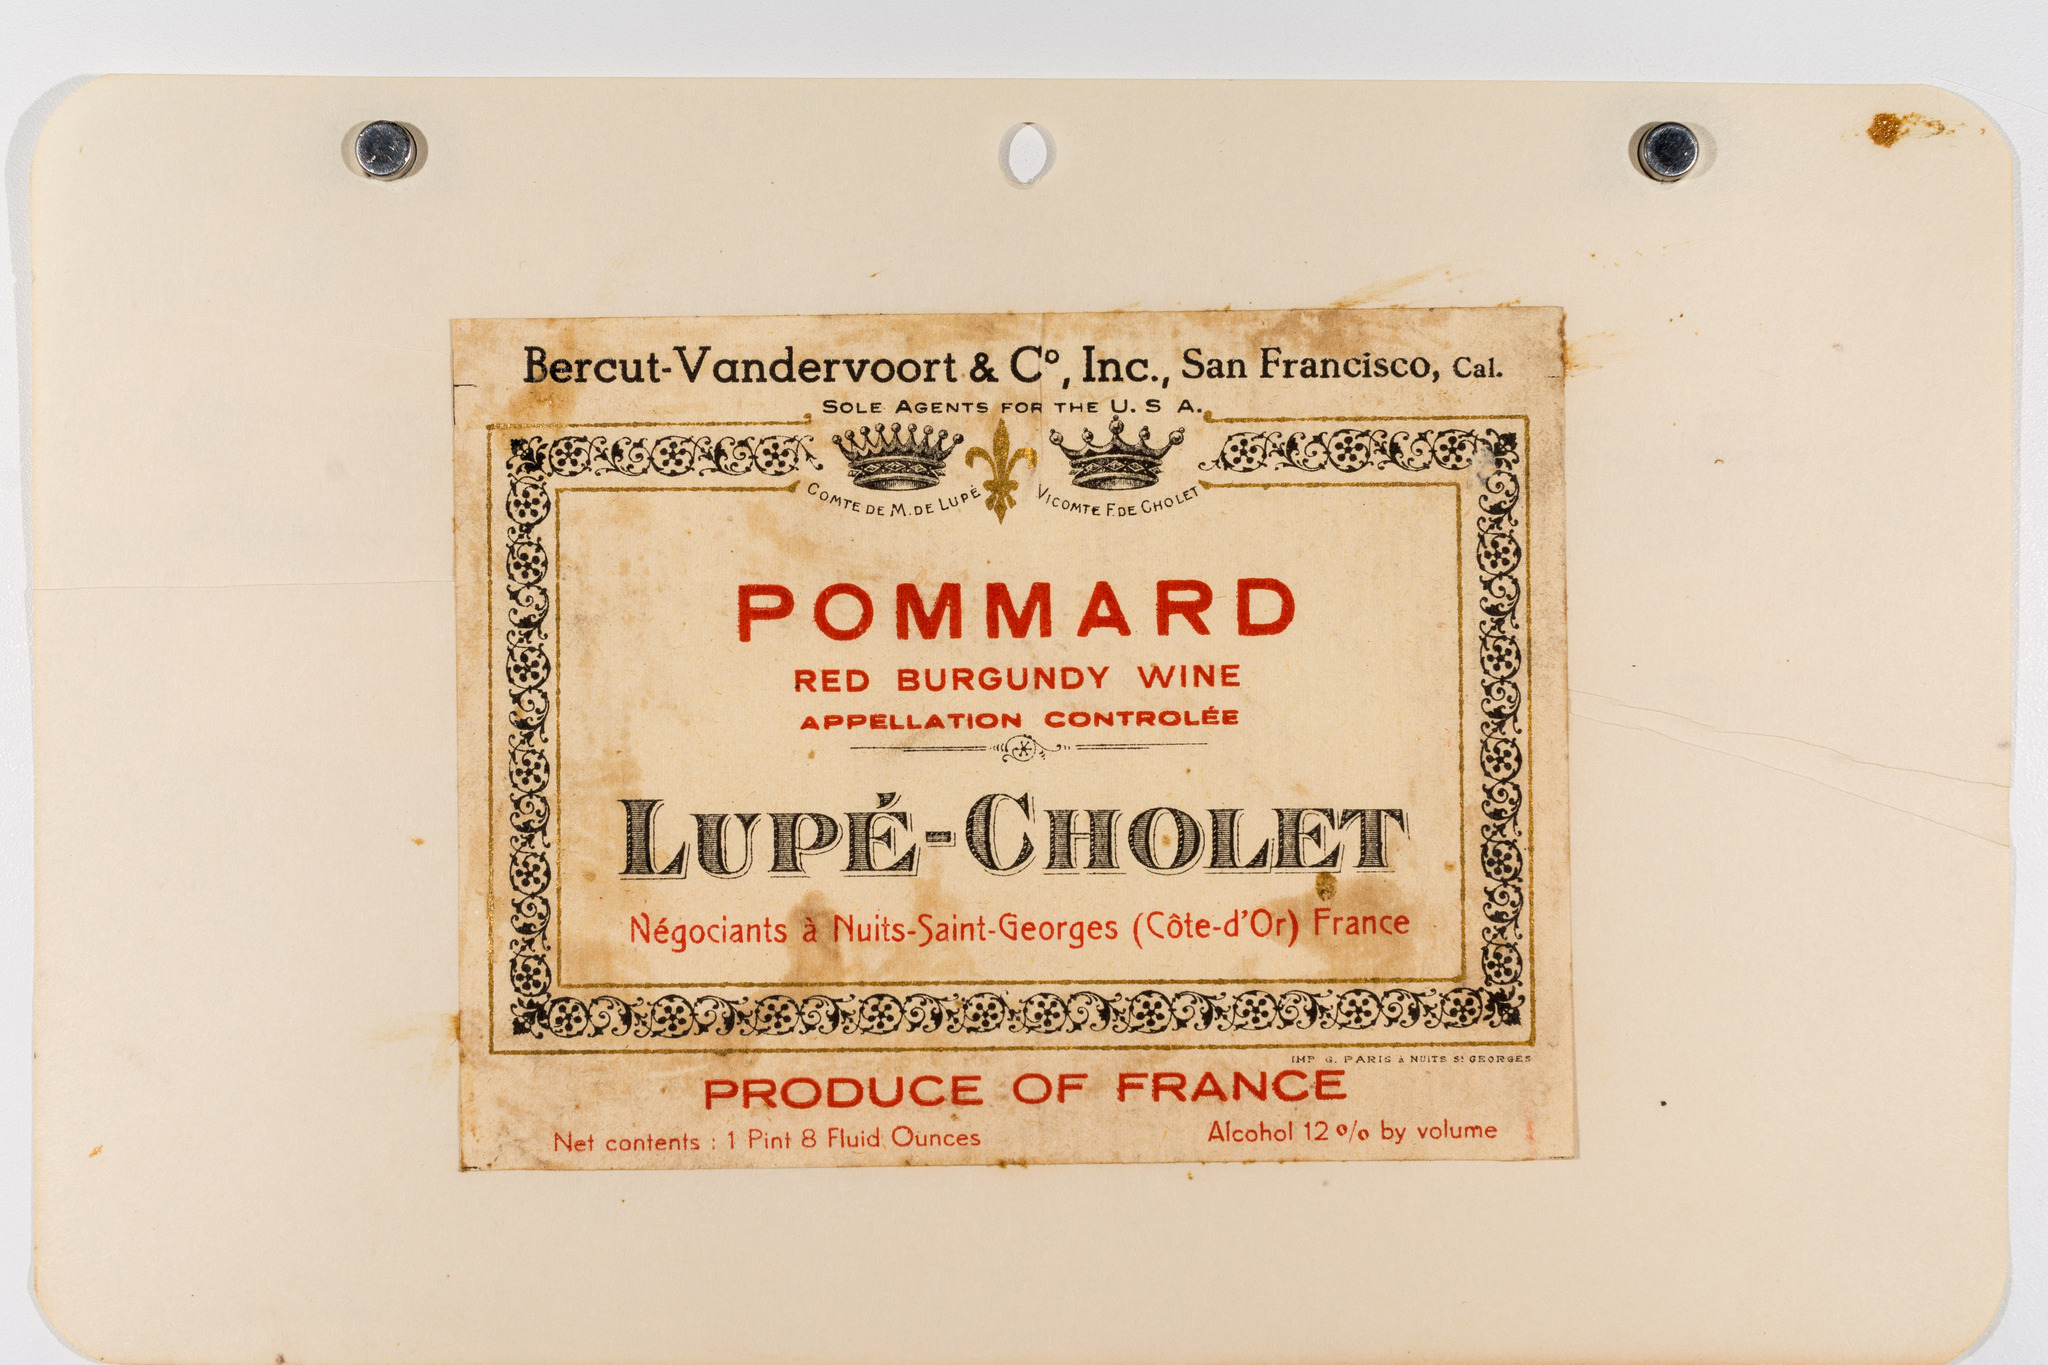 Bercut-Vandervoort & Cº, Inc., San Francisco, Cal.
SOLE AGENTS FOR THE U. S A.
COMTE DE M. DE LUPÉ
VICOMTE F. DE CHOLET
POMMARD
RED BURGUNDY WINE
APPELLATION CONTROLÉE
LUPÉ-CHOLET
Négociants à Nuits-Saint-Georges (Côte-d'Or) France
IMP G. PARIS à NUITS St GEORGES
PRODUCE OF FRANCE
Net contents : 1 Pint 8 Fluid Ounces
Alcohol 12 % by volume